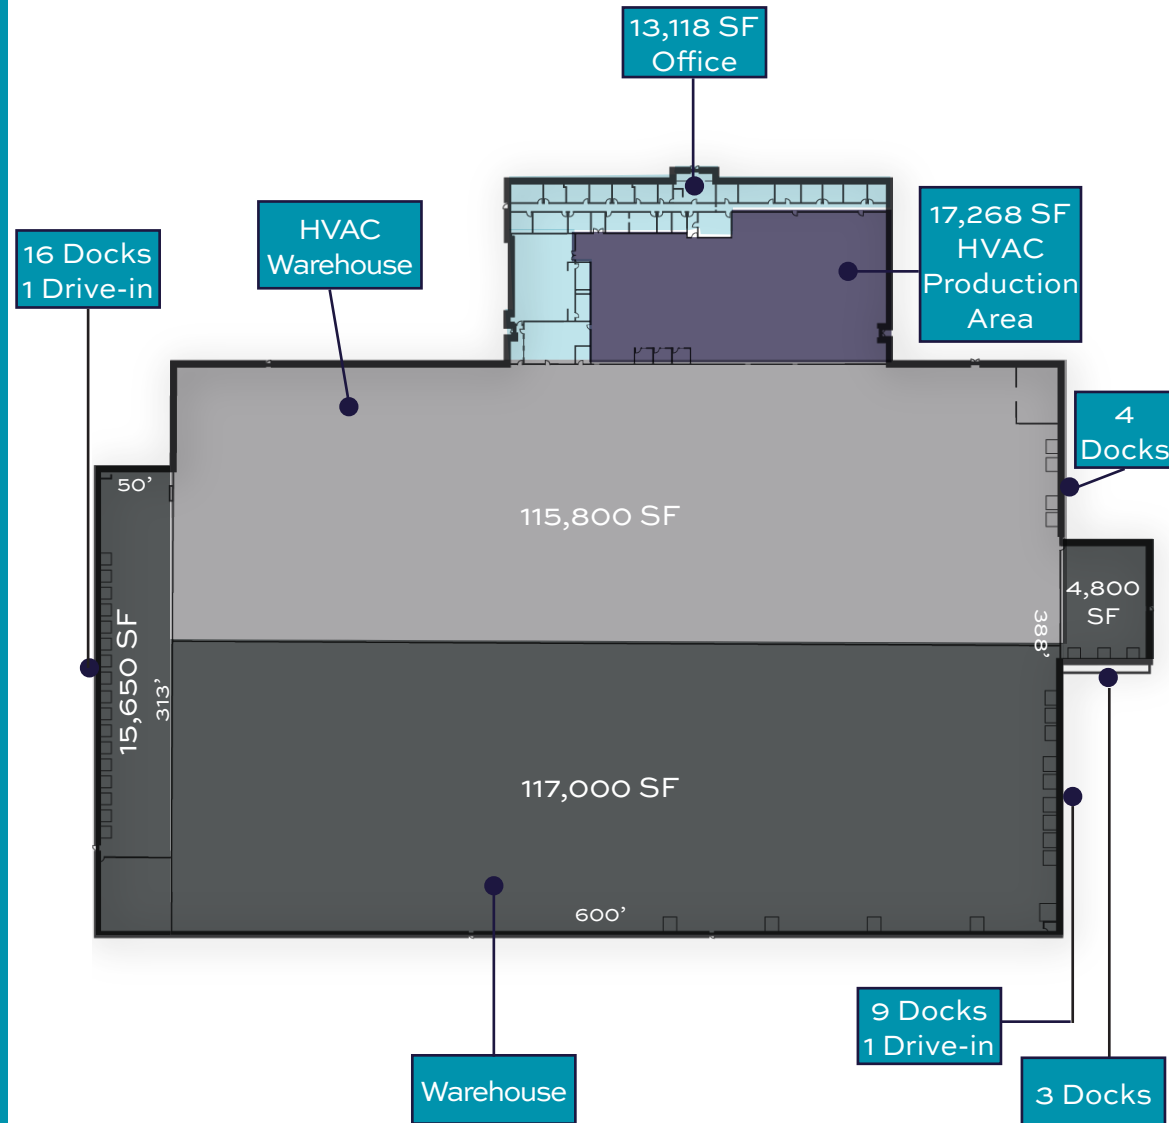 13,118 SF
Office
17,268 SF
HVAC
Production
Area
HVAC
Warehouse
16 Docks
1 Drive-in
4
Docks
50’
115,800 SF
4,800
SF
388’
15,650 SF
313’
117,000 SF
600’
9 Docks
1 Drive-in
Warehouse
3 Docks